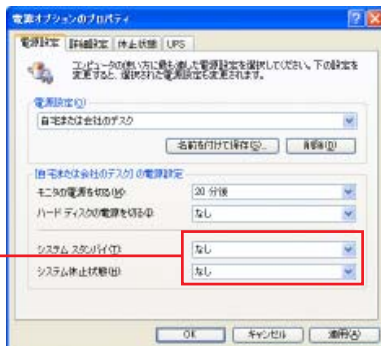 電源オプションのプロパティ
電源設定 詳細設定 休止状態 UPS
コンピュータの使い方に最も適した電源設定を選択してください。下の設定を
変更すると、選択された電源設定も変更されます。
電源設定(O)
自宅または会社のデスク
名前を付けて保存(S)... 削除(D)
[自宅または会社のデスク] の電源設定
モニタの電源を切る(M): 20 分後
ハード ディスクの電源を切る(I): なし
システム スタンバイ(T): なし
システム休止状態(H): なし
OK キャンセル 適用(A)